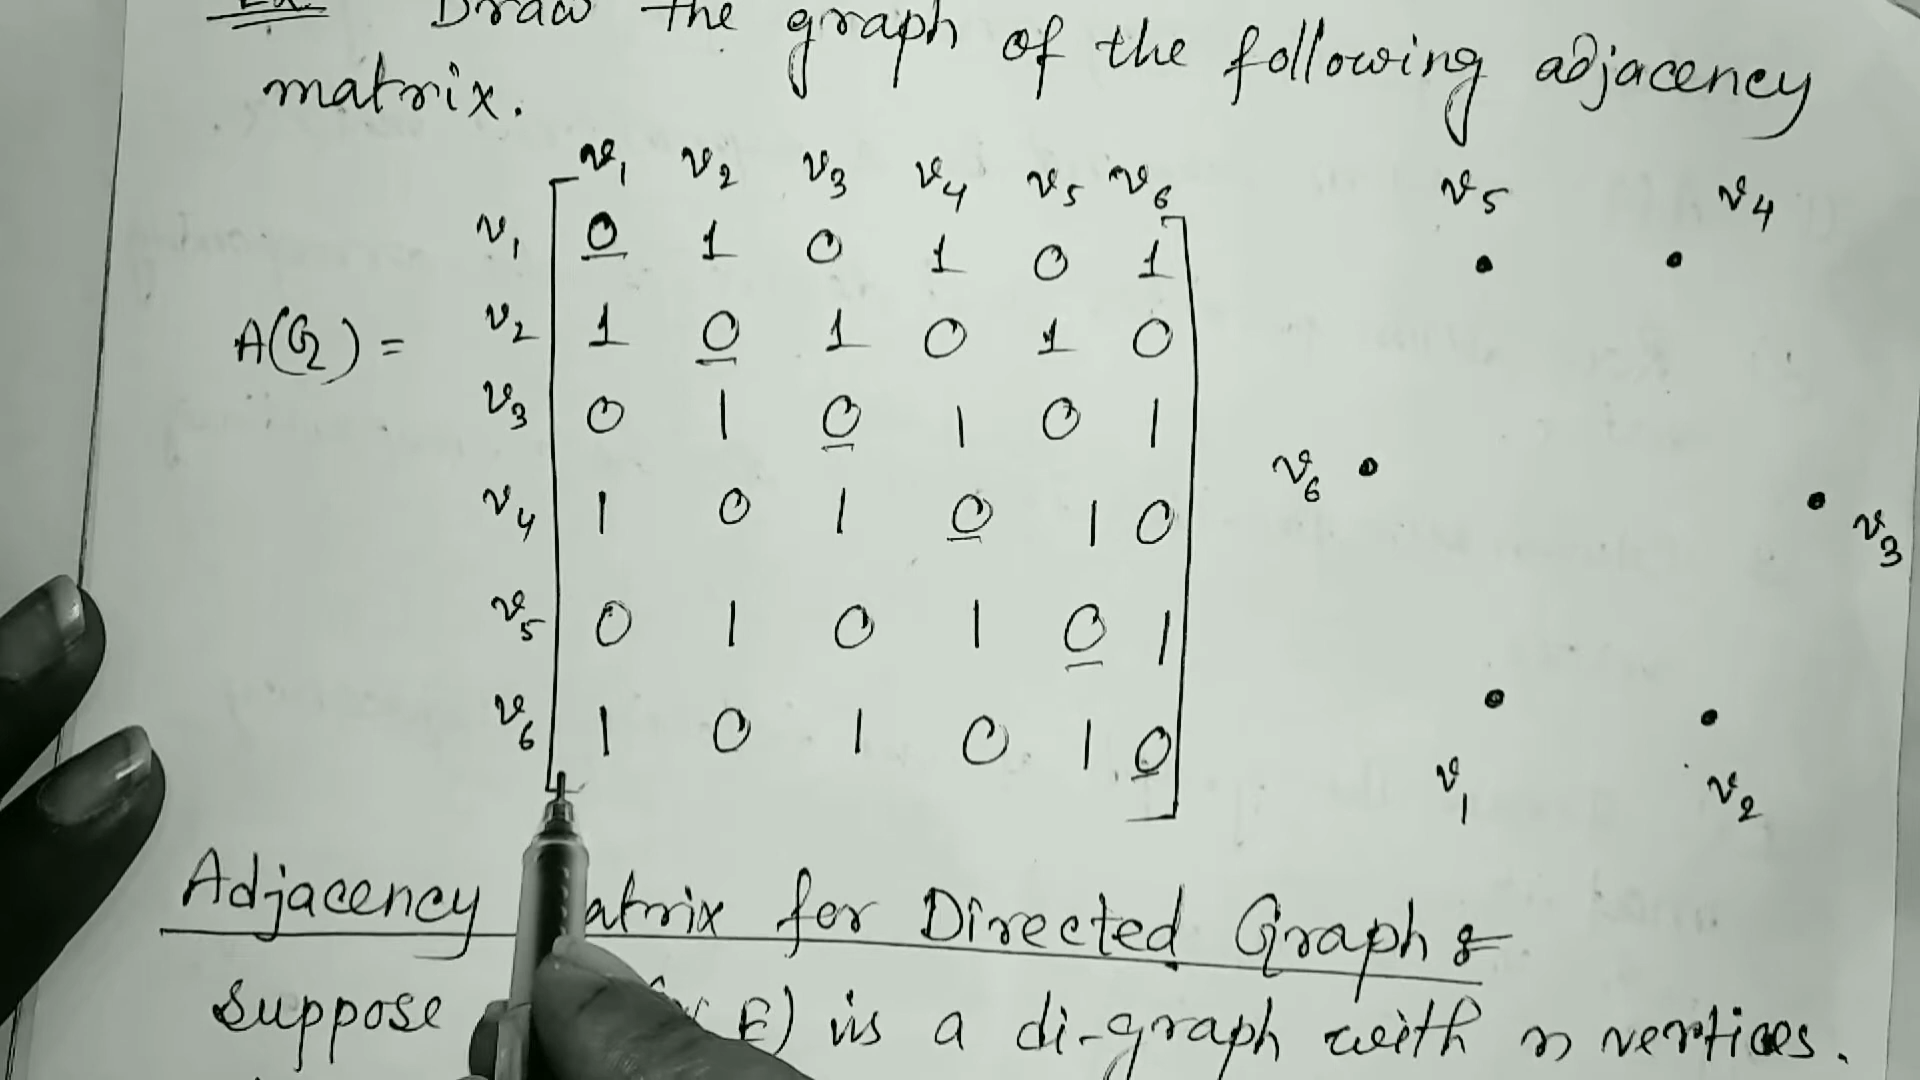 Ex. Draw the graph of the following adjacency
matrix.
v1 v2 v3 v4 v5 v6
v1 0 1 0 1 0 1
v2 1 0 1 0 1 0
A(G2) =
v3 0 1 0 1 0 1
v4 1 0 1 0 1 0
v5 0 1 0 1 0 1
v6 1 0 1 0 1 0
v5 v4
v6
v3
v1 v2
Adjacency Matrix for Directed Graph :-
Suppose E) is a di-graph with n vertices.